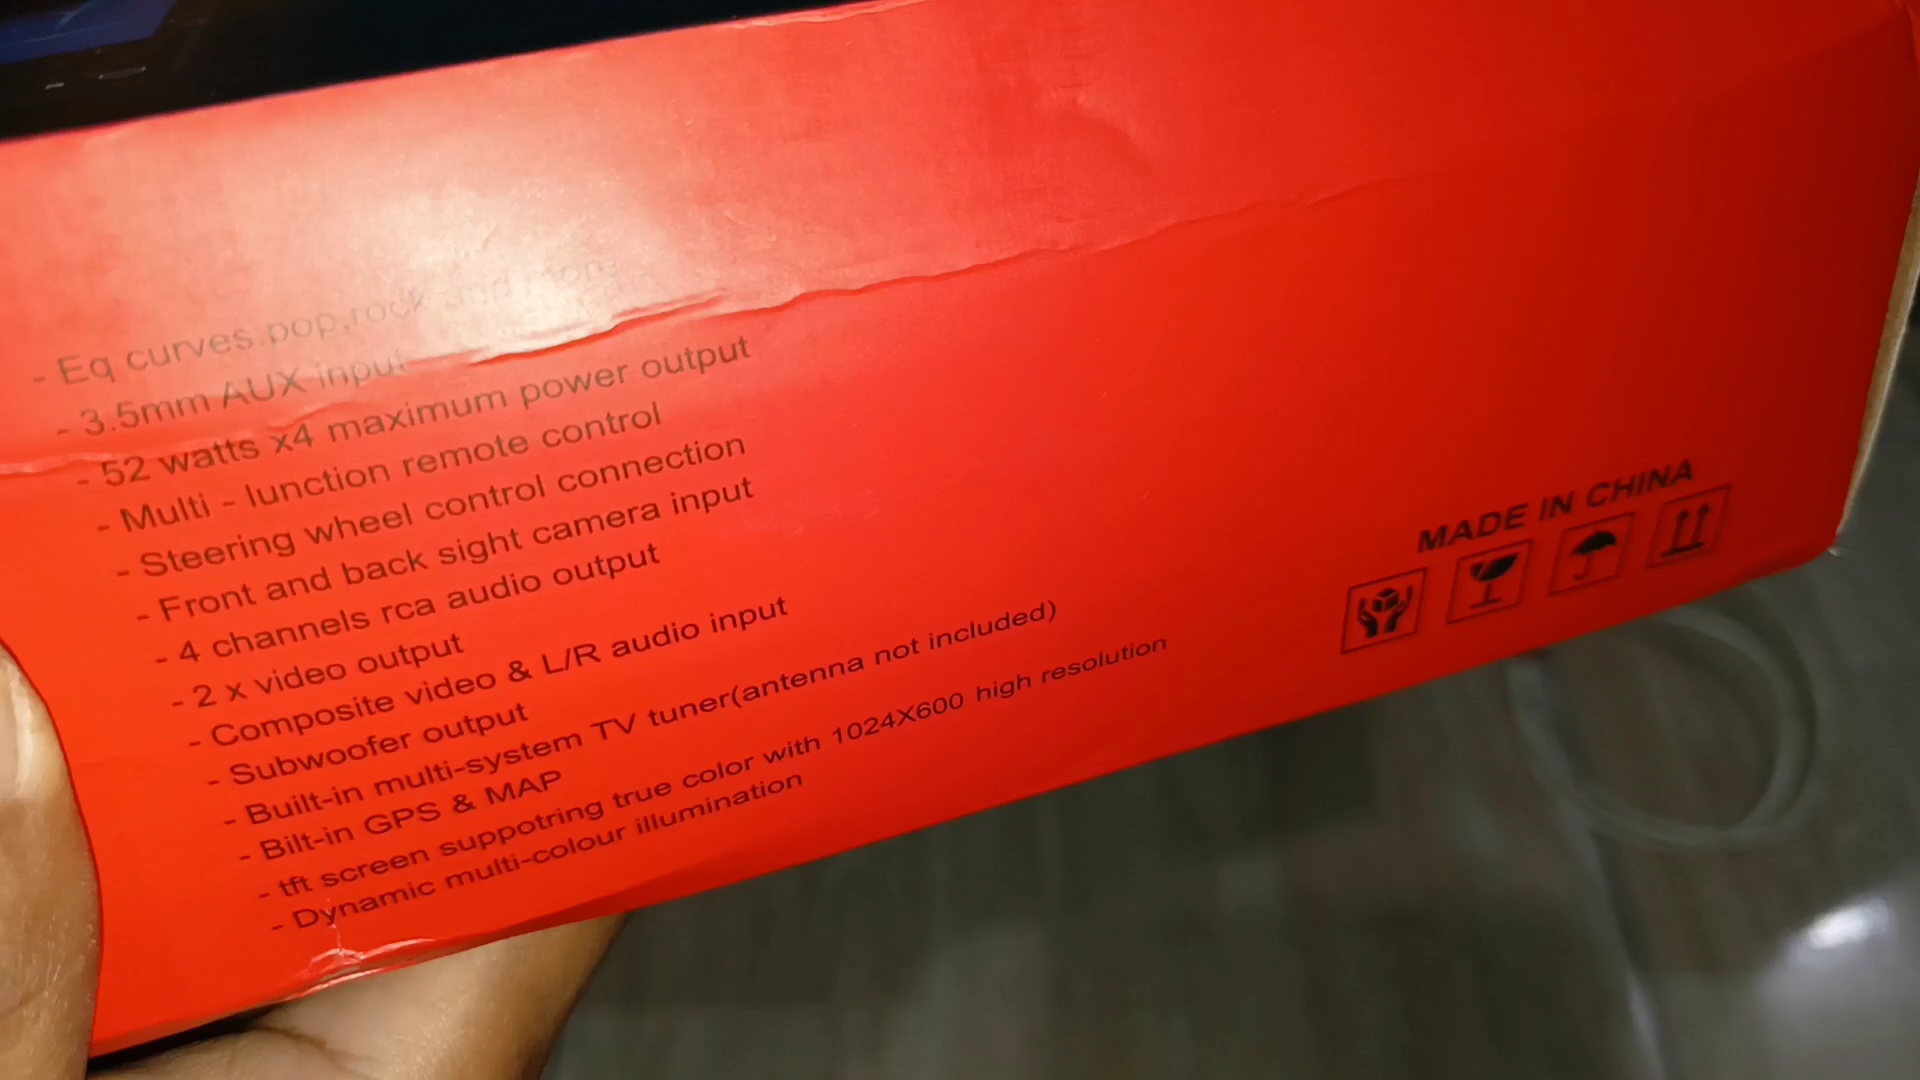 - Eq curves:pop,rock and more
- 3.5mm AUX input
- 52 watts x4 maximum power output
- Multi - lunction remote control
- Steering wheel control connection
- Front and back sight camera input
- 4 channels rca audio output
- 2 x video output
- Composite video & L/R audio input
- Subwoofer output
- Built-in multi-system TV tuner(antenna not included)
- Bilt-in GPS & MAP
- tft screen suppotring true color with 1024X600 high resolution
- Dynamic multi-colour illumination
MADE IN CHINA